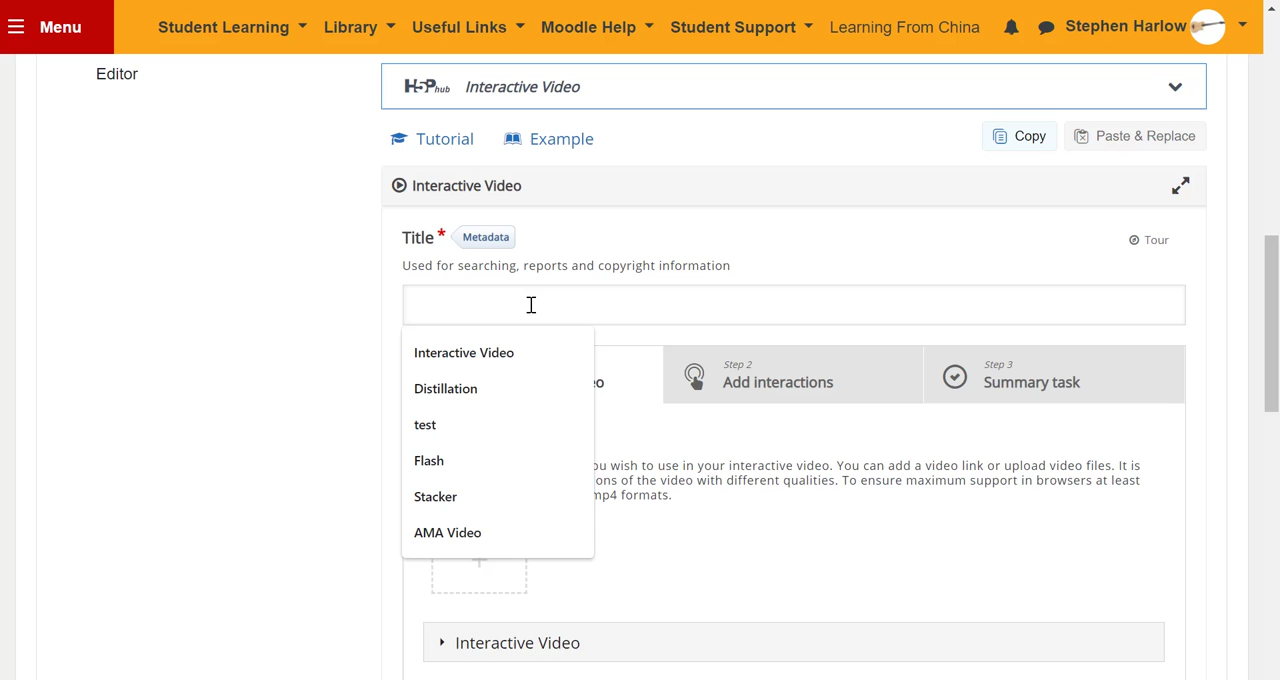 Menu
Student Learning Library Useful Links Moodle Help Student Support Learning From China Stephen Harlow
Editor
H5P hub Interactive Video
Tutorial Example Copy Paste & Replace
Interactive Video
Title * Metadata
Tour
Used for searching, reports and copyright information
Interactive Video
Distillation
test
Flash
Stacker
AMA Video
Step 2
Add interactions
Step 3
Summary task
you wish to use in your interactive video. You can add a video link or upload video files. It is
ons of the video with different qualities. To ensure maximum support in browsers at least
mp4 formats.
Interactive Video